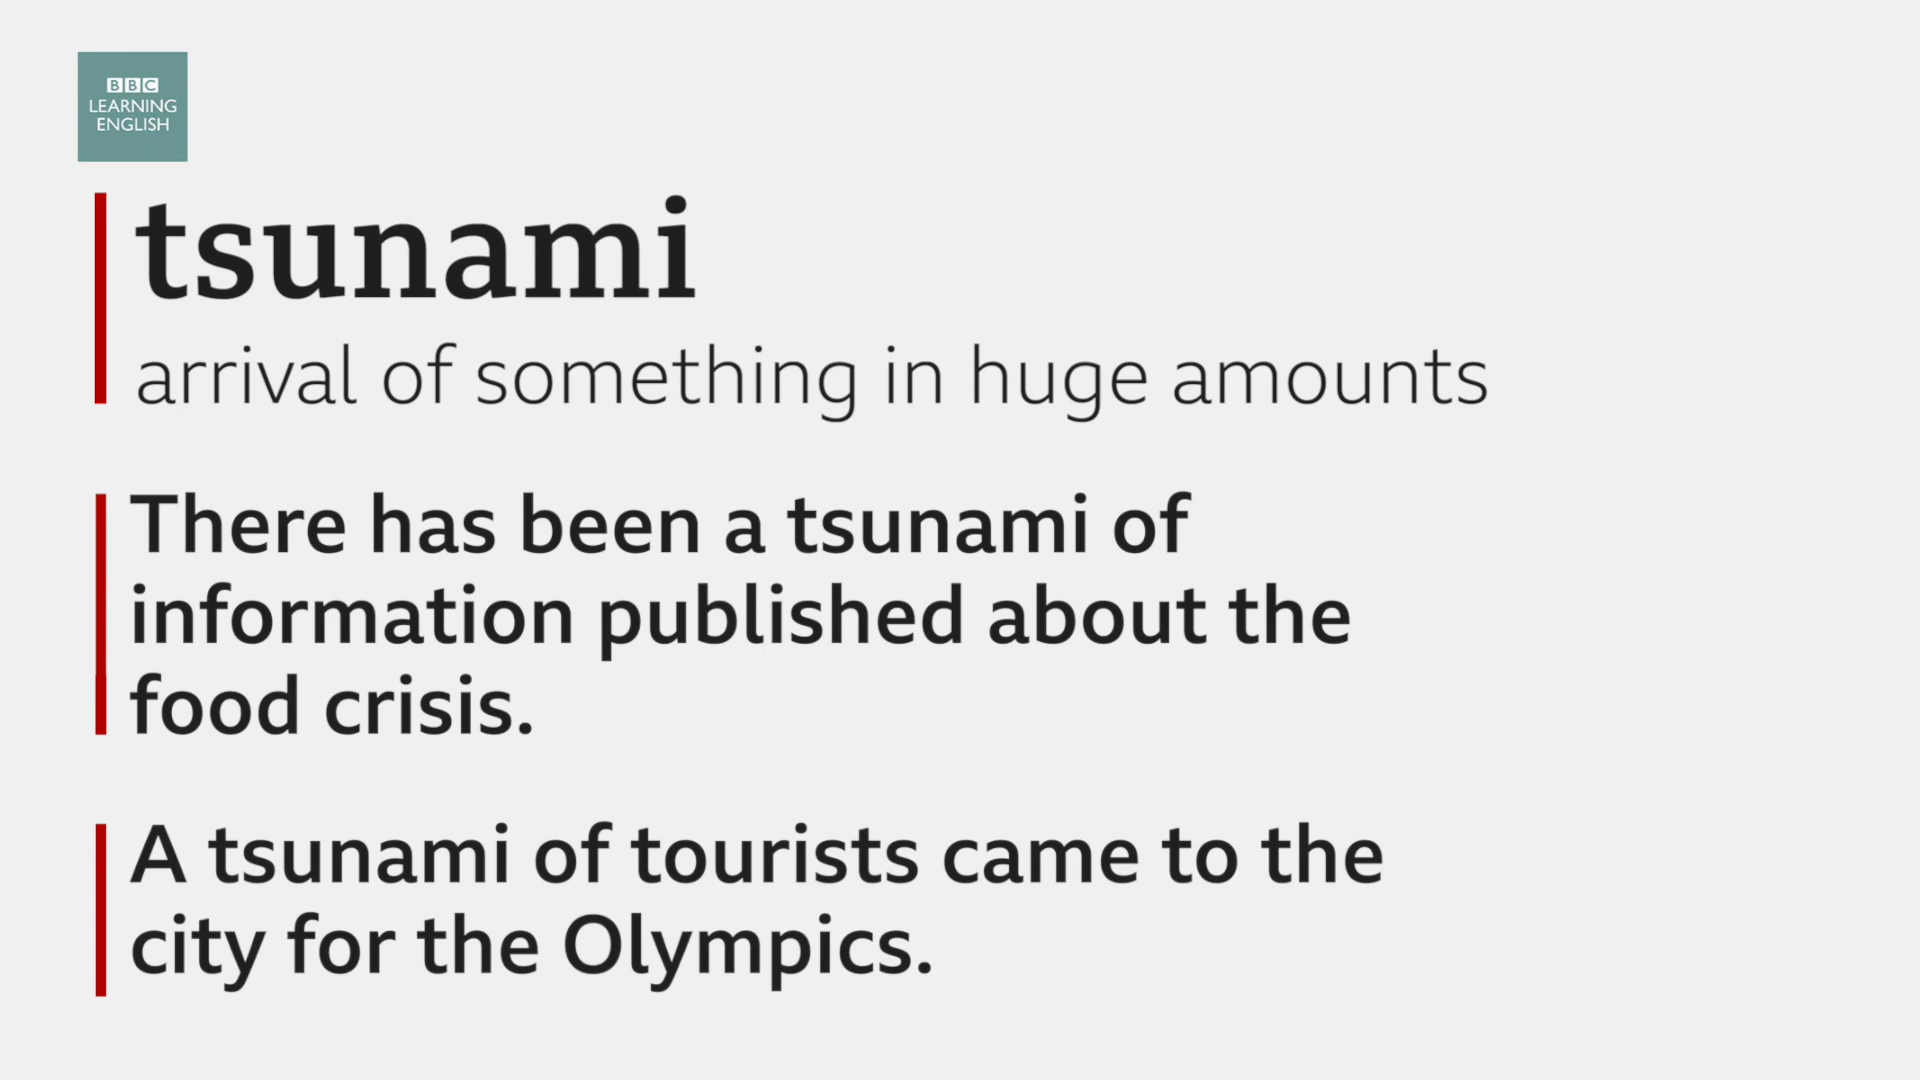 BBC
LEARNING
ENGLISH
tsunami
arrival of something in huge amounts
There has been a tsunami of
information published about the
food crisis.
A tsunami of tourists came to the
city for the Olympics.